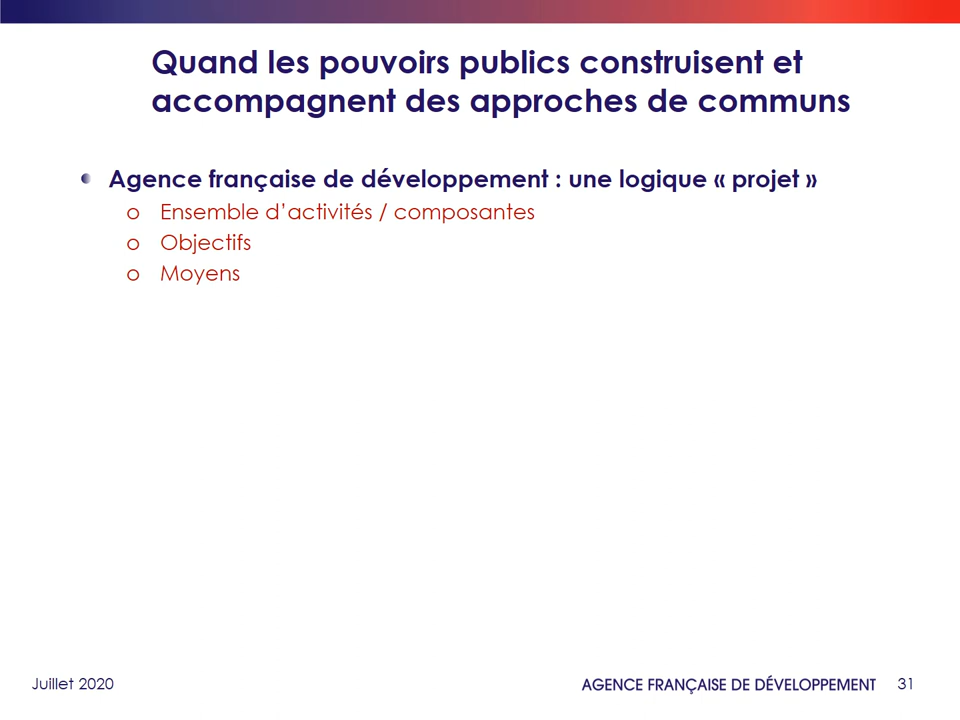 Quand les pouvoirs publics construisent et
accompagnent des approches de communs
Agence française de développement : une logique « projet »
o Ensemble d’activités / composantes
o Objectifs
o Moyens
Juillet 2020
AGENCE FRANÇAISE DE DÉVELOPPEMENT 31